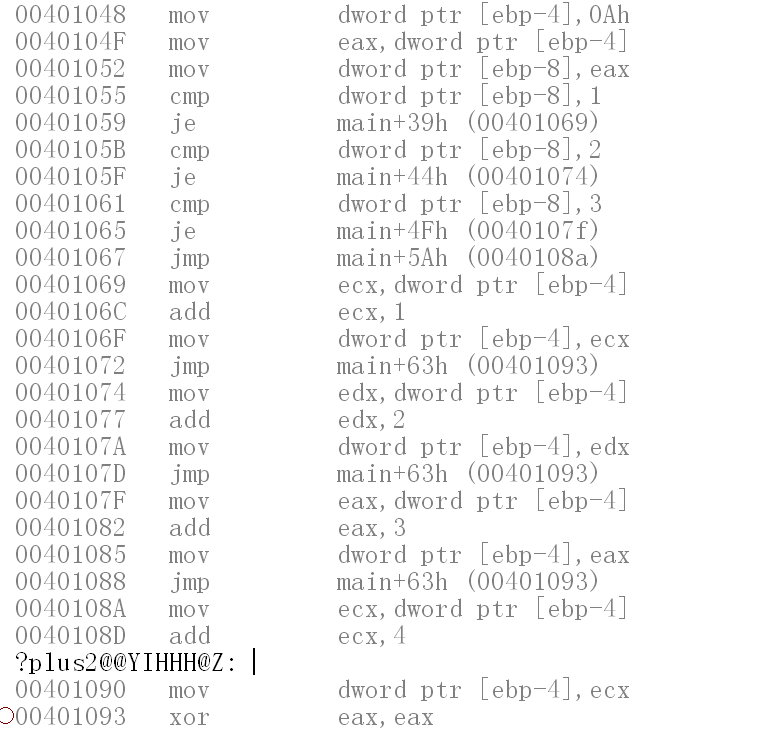 00401048 mov dword ptr [ebp-4],0Ah
0040104F mov eax,dword ptr [ebp-4]
00401052 mov dword ptr [ebp-8],eax
00401055 cmp dword ptr [ebp-8],1
00401059 je main+39h (00401069)
0040105B cmp dword ptr [ebp-8],2
0040105F je main+44h (00401074)
00401061 cmp dword ptr [ebp-8],3
00401065 je main+4Fh (0040107f)
00401067 jmp main+5Ah (0040108a)
00401069 mov ecx,dword ptr [ebp-4]
0040106C add ecx,1
0040106F mov dword ptr [ebp-4],ecx
00401072 jmp main+63h (00401093)
00401074 mov edx,dword ptr [ebp-4]
00401077 add edx,2
0040107A mov dword ptr [ebp-4],edx
0040107D jmp main+63h (00401093)
0040107F mov eax,dword ptr [ebp-4]
00401082 add eax,3
00401085 mov dword ptr [ebp-4],eax
00401088 jmp main+63h (00401093)
0040108A mov ecx,dword ptr [ebp-4]
0040108D add ecx,4
?plus2@@YIHHH@Z:
00401090 mov dword ptr [ebp-4],ecx
00401093 xor eax,eax